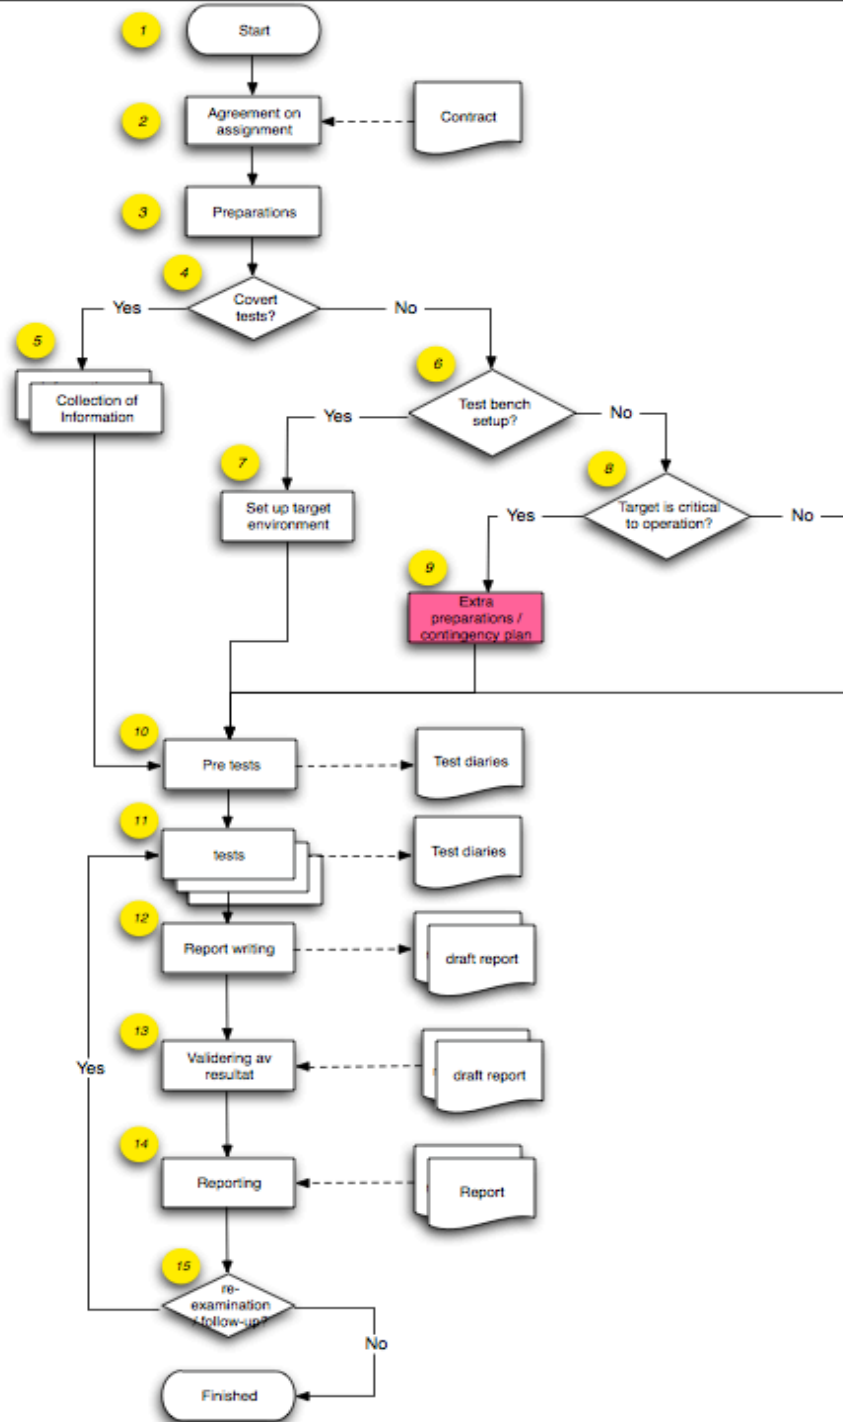 1
Start
2
Agreement on
assignment
Contract
3
Preparations
4
Covert
tests?
Yes
No
5
Collection of
Information
6
Test bench
setup?
Yes
No
7
Set up target
environment
8
Target is critical
to operation?
Yes
No
9
Extra
preparations /
contingency plan
10
Pre tests
Test diaries
11
tests
Test diaries
12
Report writing
draft report
13
Validering av
resultat
draft report
Yes
14
Reporting
Report
15
re-
examination
/ follow-up?
No
Finished